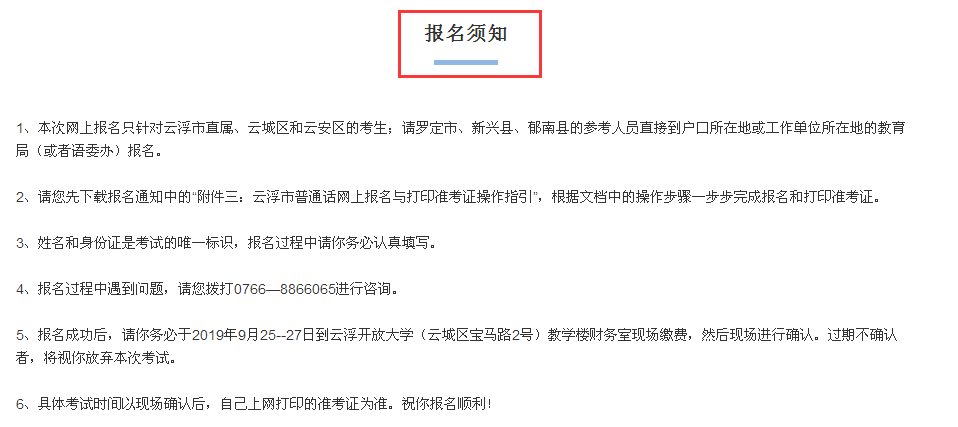 报名须知
1、本次网上报名只针对云浮市直属、云城区和云安区的考生；请罗定市、新兴县、郁南县的参考人员直接到户口所在地或工作单位所在地的教育
局（或者语委办）报名。
2、请您先下载报名通知中的“附件三：云浮市普通话网上报名与打印准考证操作指引”，根据文档中的操作步骤一步步完成报名和打印准考证。
3、姓名和身份证是考试的唯一标识，报名过程中请你务必认真填写。
4、报名过程中遇到问题，请您拨打0766—8866065进行咨询。
5、报名成功后，请你务必于2019年9月25--27日到云浮开放大学（云城区宝马路2号）教学楼财务室现场缴费，然后现场进行确认。过期不确认
者，将视你放弃本次考试。
6、具体考试时间以现场确认后，自己上网打印的准考证为准。祝你报名顺利！